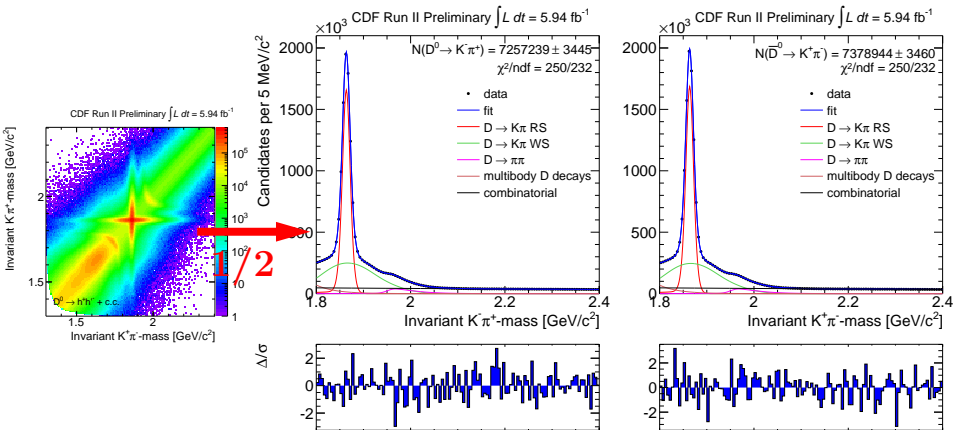 CDF Run II Preliminary ∫L dt = 5.94 fb⁻¹
Invariant K⁻π⁺-mass [GeV/c²]
2
1.5
1.5
2
Invariant K⁺π⁻-mass [GeV/c²]
D⁰→ h⁺h⁻ + c.c.
10⁵
10⁴
10³
10²
10
1
1/2
CDF Run II Preliminary ∫L dt = 5.94 fb⁻¹
×10³
Candidates per 5 MeV/c²
2000
1500
1000
500
0
N(D⁰→ K⁻π⁺) = 7257239 ± 3445
χ²/ndf = 250/232
data
fit
D → Kπ RS
D → Kπ WS
D → ππ
multibody D decays
combinatorial
1.8
2
2.2
2.4
Invariant K⁻π⁺-mass [GeV/c²]
Δ/σ
2
0
-2
CDF Run II Preliminary ∫L dt = 5.94 fb⁻¹
×10³
2000
1500
1000
500
0
N(D̅⁰→ K⁺π⁻) = 7378944 ± 3460
χ²/ndf = 250/232
data
fit
D → Kπ RS
D → Kπ WS
D → ππ
multibody D decays
combinatorial
1.8
2
2.2
2.4
Invariant K⁺π⁻-mass [GeV/c²]
2
0
-2